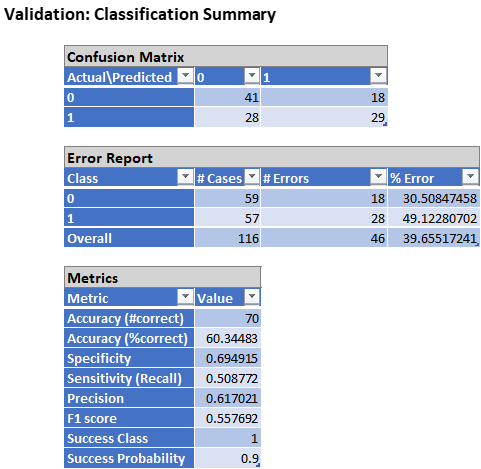 Validation: Classification Summary
Confusion Matrix
Actual\Predicted 0 1
0 41 18
1 28 29
Error Report
Class # Cases # Errors % Error
0 59 18 30.50847458
1 57 28 49.12280702
Overall 116 46 39.65517241
Metrics
Metric Value
Accuracy (#correct) 70
Accuracy (%correct) 60.34483
Specificity 0.694915
Sensitivity (Recall) 0.508772
Precision 0.617021
F1 score 0.557692
Success Class 1
Success Probability 0.9